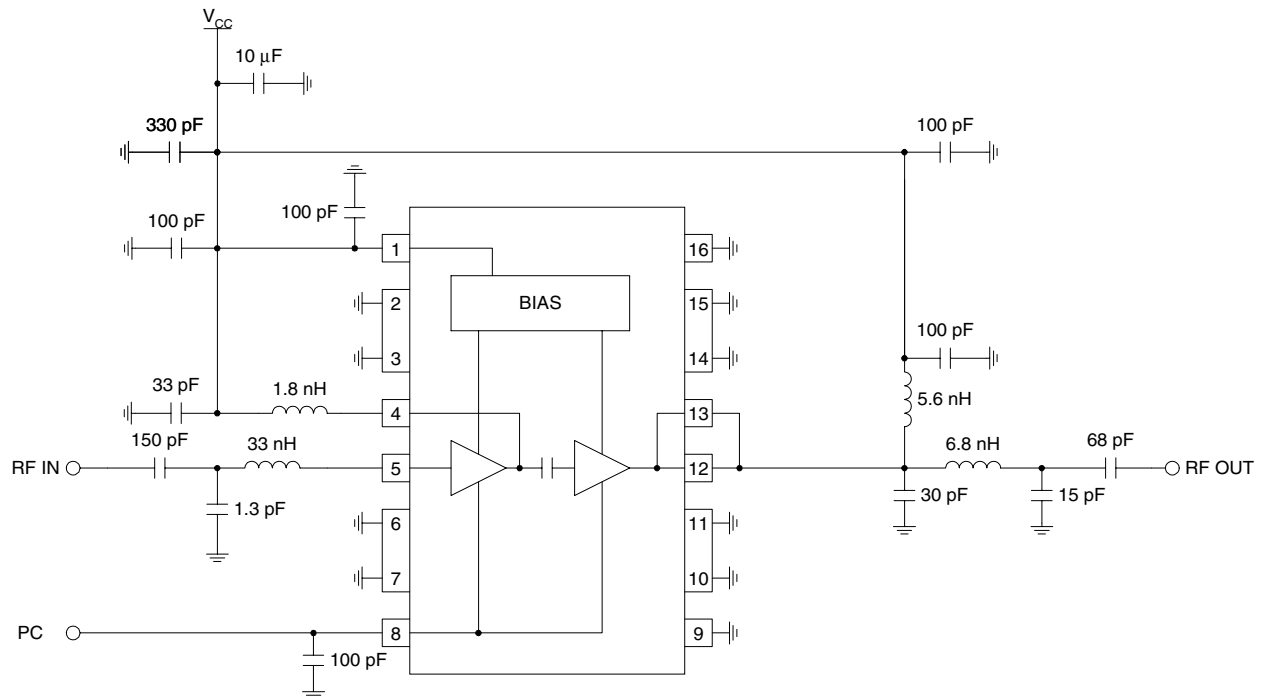 VCC
10 μF
330 pF
100 pF
100 pF
100 pF
1
16
BIAS
2
15
3
14
100 pF
33 pF
1.8 nH
4
13
5.6 nH
150 pF
33 nH
6.8 nH
68 pF
RF IN
5
12
RF OUT
1.3 pF
30 pF
15 pF
6
11
7
10
PC
8
9
100 pF